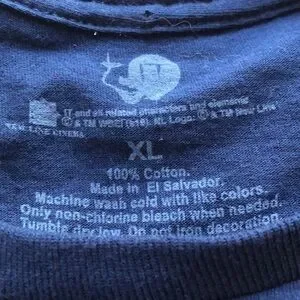 IT and all related characters and elements
© & TM WBEI (s18). XL Logo: © & TM New Line
NEW LINE CINEMA
XL
100% Cotton.
Made in El Salvador.
Machine wash cold with like colors.
Only non-chlorine bleach when needed.
Tumble dry low. Do not iron decoration.